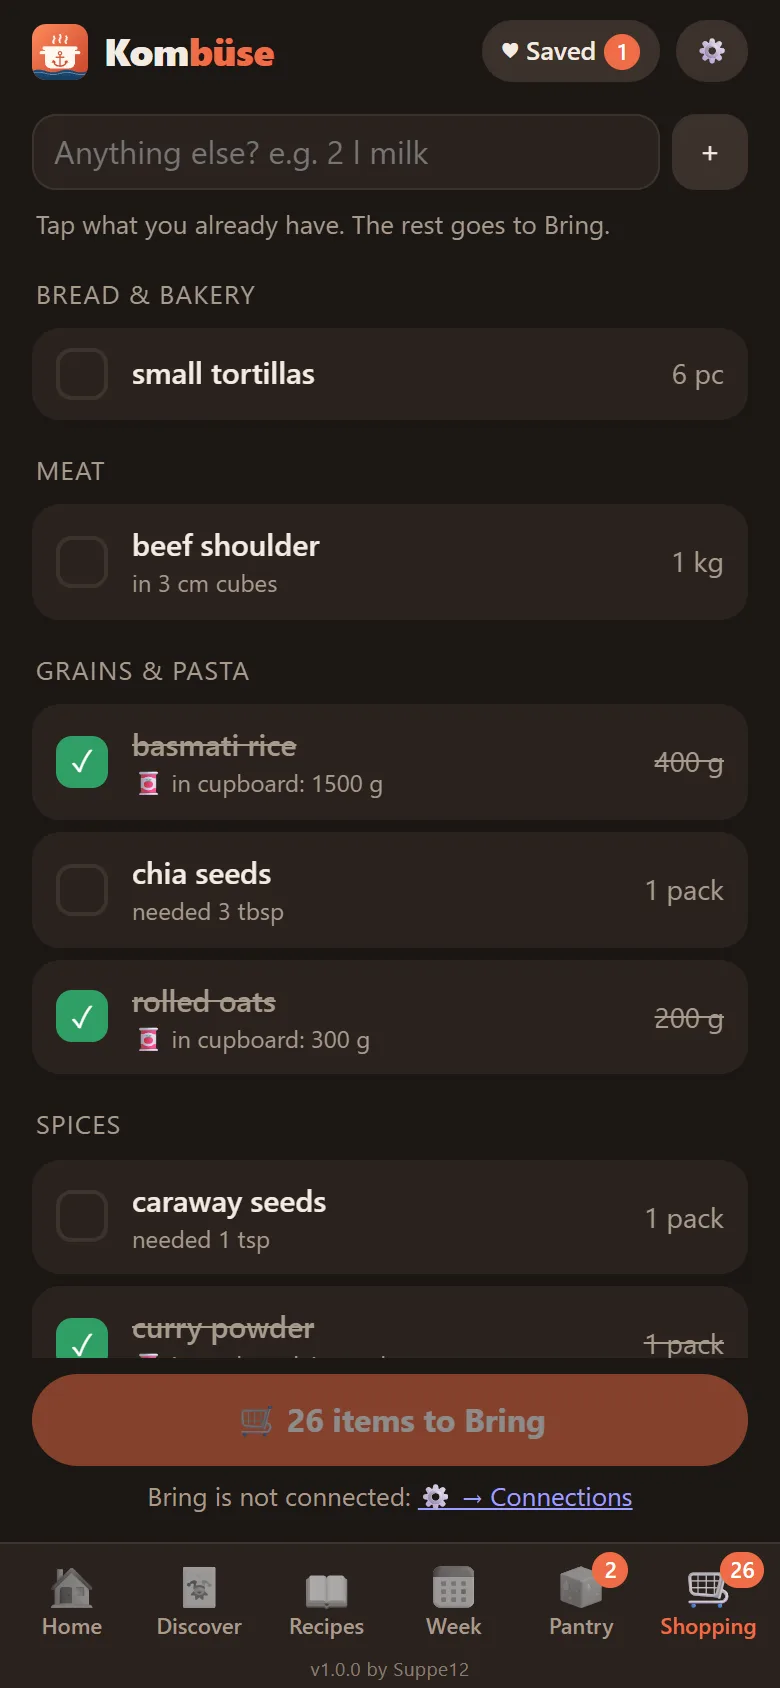 Kombüse
Saved 1
Anything else? e.g. 2 l milk
+
Tap what you already have. The rest goes to Bring.
BREAD & BAKERY
small tortillas
6 pc
MEAT
beef shoulder
in 3 cm cubes
1 kg
GRAINS & PASTA
basmati rice
in cupboard: 1500 g
400 g
chia seeds
needed 3 tbsp
1 pack
rolled oats
in cupboard: 300 g
200 g
SPICES
caraway seeds
needed 1 tsp
1 pack
curry powder
1 pack
26 items to Bring
Bring is not connected: → Connections
Home
Discover
Recipes
Week
2
Pantry
26
Shopping
v1.0.0 by Suppe12